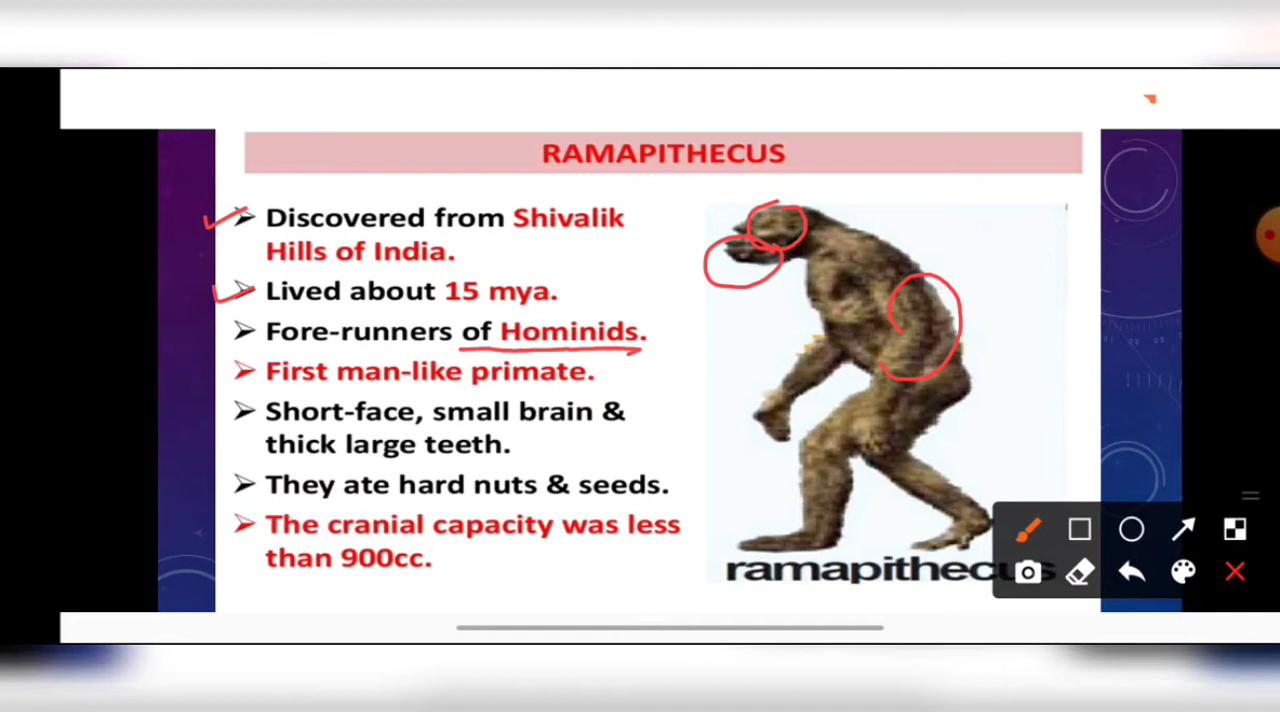 RAMAPITHECUS
Discovered from Shivalik
Hills of India.
Lived about 15 mya.
Fore-runners of Hominids.
First man-like primate.
Short-face, small brain &
thick large teeth.
They ate hard nuts & seeds.
The cranial capacity was less
than 900cc.
ramapithecus